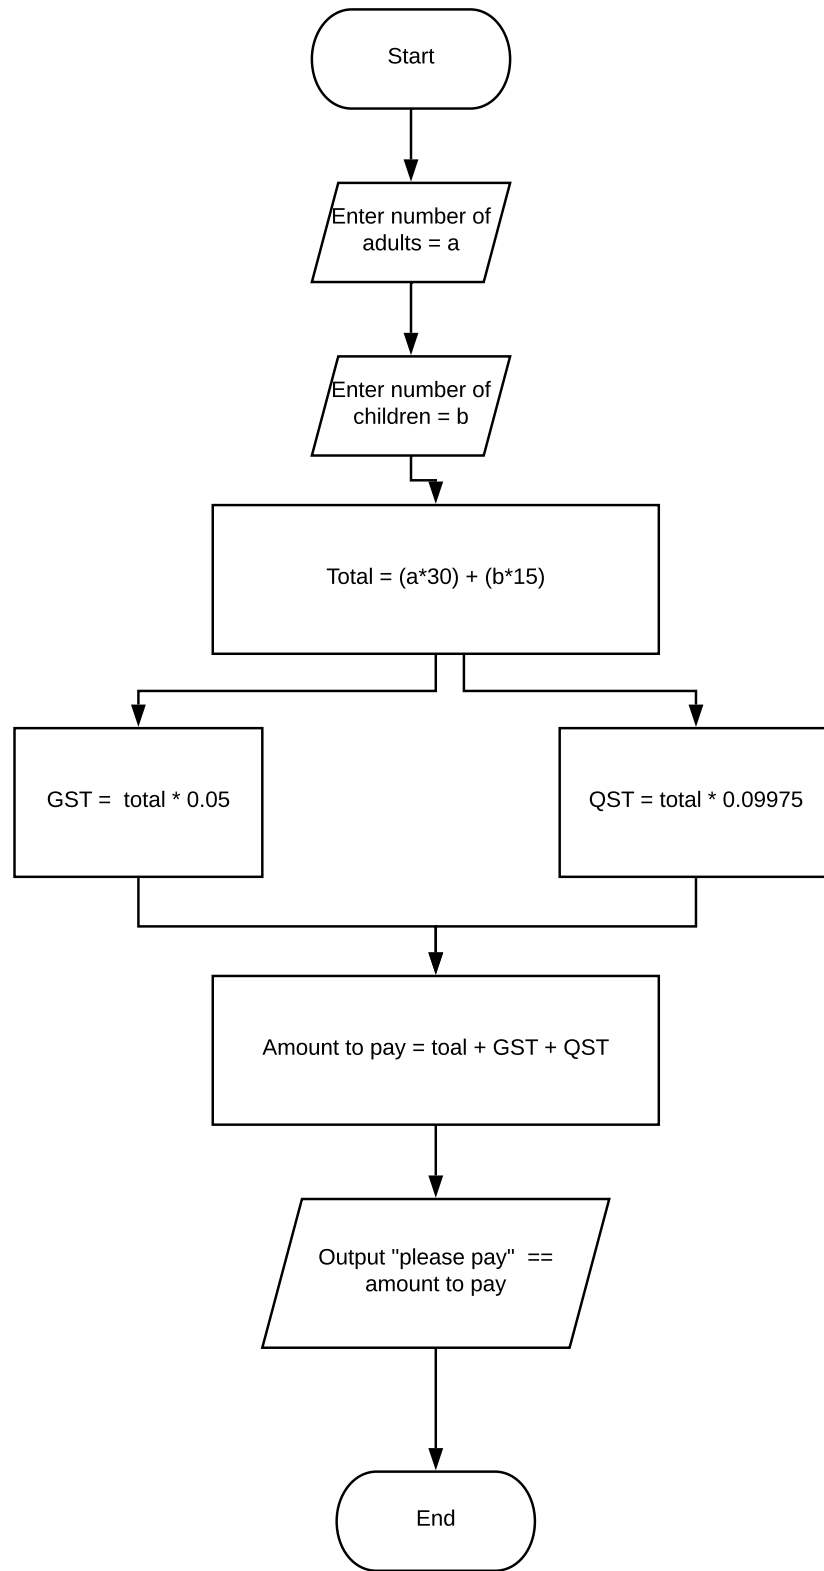 Start
Enter number of
adults = a
Enter number of
children = b
Total = (a*30) + (b*15)
GST =  total * 0.05
QST = total * 0.09975
Amount to pay = toal + GST + QST
Output "please pay"  ==
amount to pay
End